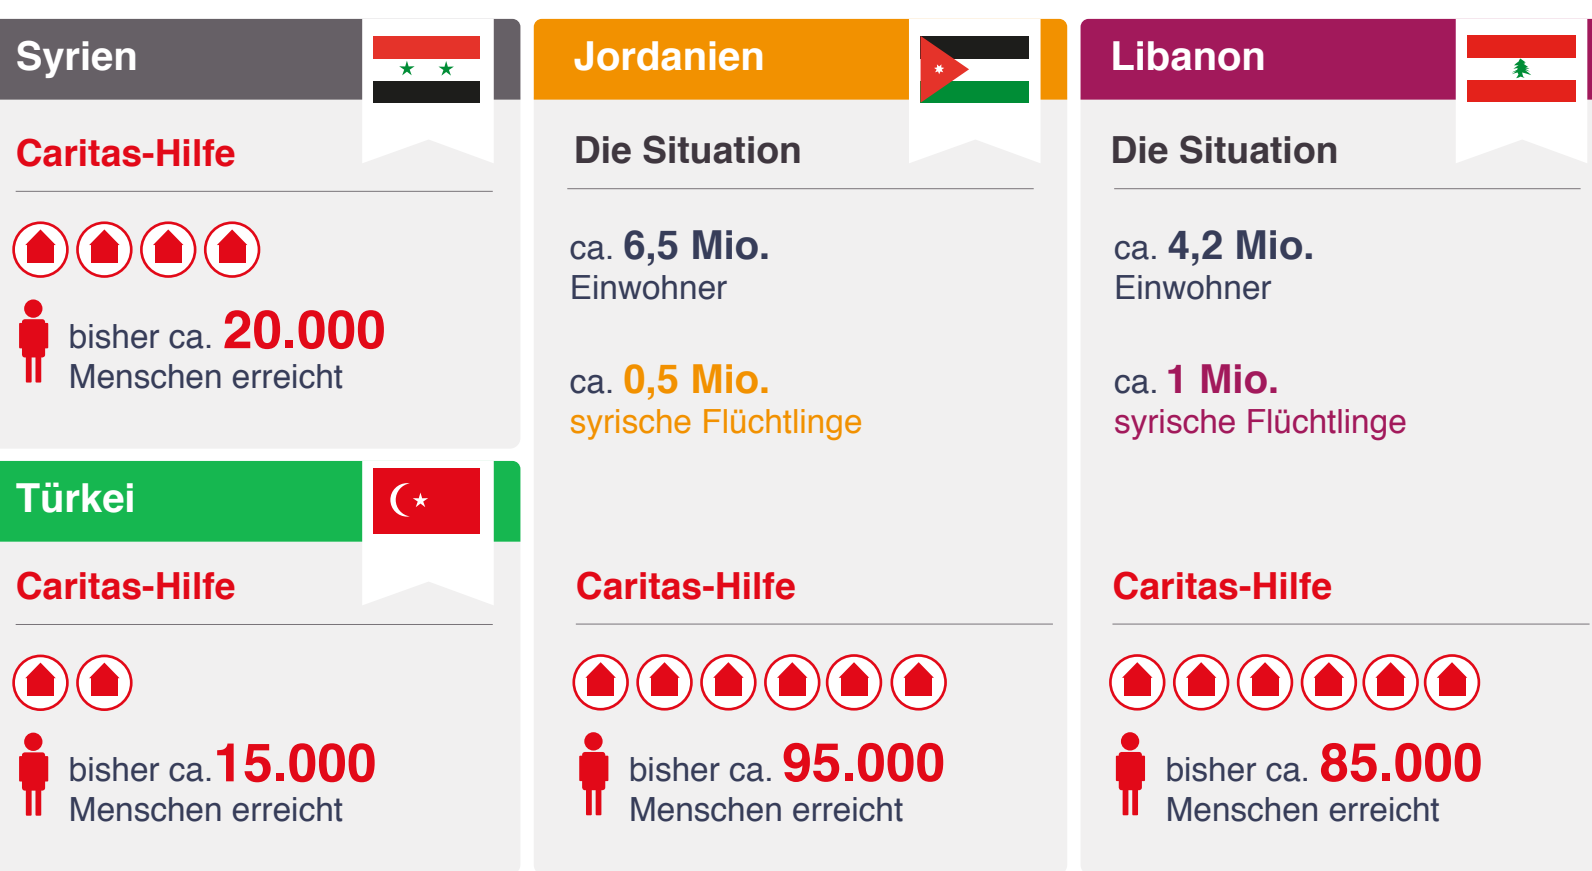 Syrien
Caritas-Hilfe
bisher ca. 20.000
Menschen erreicht
Türkei
Caritas-Hilfe
bisher ca. 15.000
Menschen erreicht
Jordanien
Die Situation
ca. 6,5 Mio.
Einwohner
ca. 0,5 Mio.
syrische Flüchtlinge
Caritas-Hilfe
bisher ca. 95.000
Menschen erreicht
Libanon
Die Situation
ca. 4,2 Mio.
Einwohner
ca. 1 Mio.
syrische Flüchtlinge
Caritas-Hilfe
bisher ca. 85.000
Menschen erreicht